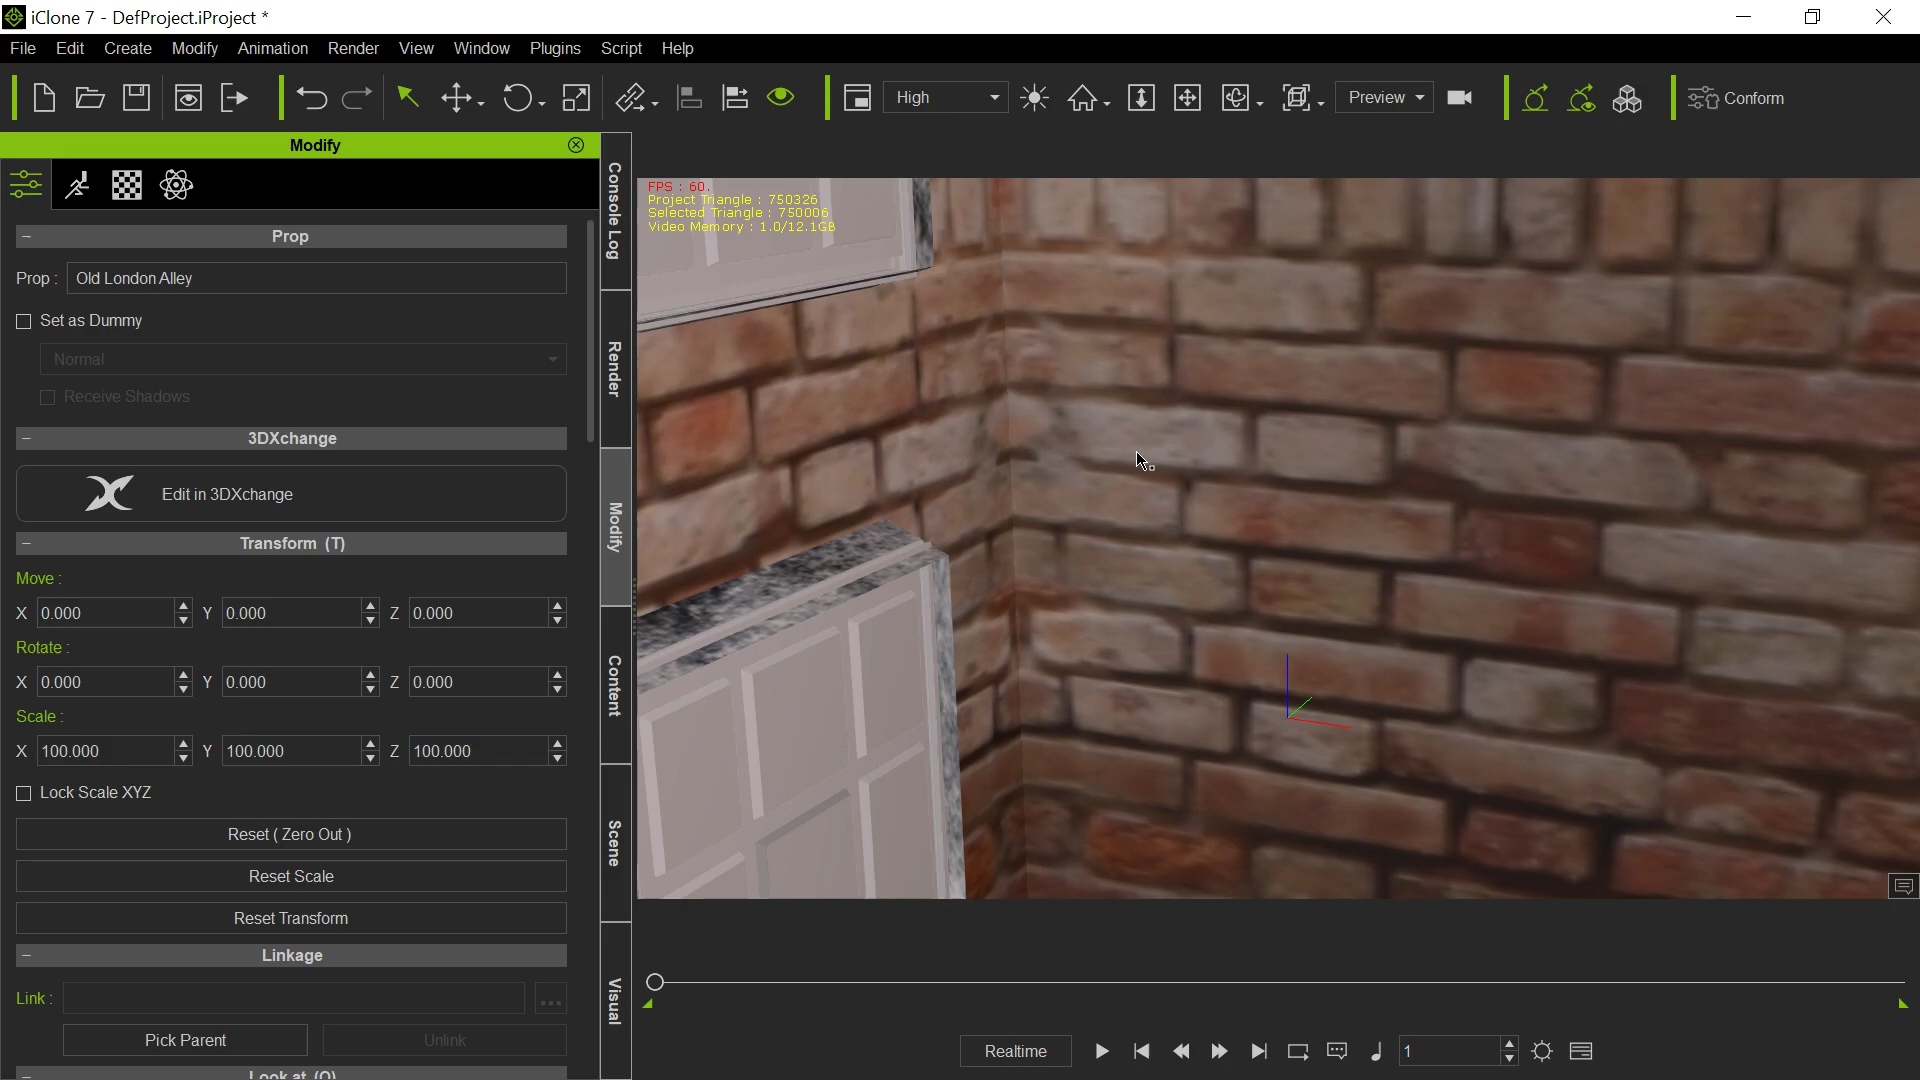 iClone 7 - DefProject.iProject *
File Edit Create Modify Animation Render View Window Plugins Script Help
High Preview Conform
Modify
Prop
Prop : Old London Alley
Set as Dummy
Normal
Receive Shadows
3DXchange
Edit in 3DXchange
Transform (T)
Move :
X 0.000 Y 0.000 Z 0.000
Rotate :
X 0.000 Y 0.000 Z 0.000
Scale :
X 100.000 Y 100.000 Z 100.000
Lock Scale XYZ
Reset ( Zero Out )
Reset Scale
Reset Transform
Linkage
Link : ...
Pick Parent Unlink
Look at (O)
Console Log
Render
Modify
Content
Scene
Visual
FPS : 60.
Project Triangle : 750326
Selected Triangle : 750006
Video Memory : 1.0/12.1GB
Realtime 1